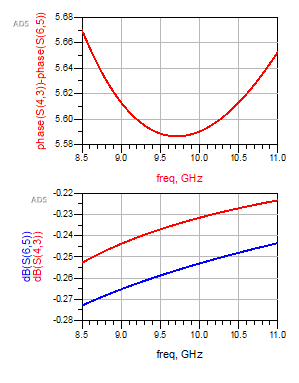 ADS
phase(S(4,3))-phase(S(6,5))
5.68
5.66
5.64
5.62
5.60
5.58
8.5 9.0 9.5 10.0 10.5 11.0
freq, GHz
ADS
dB(S(6,5))
dB(S(4,3))
-0.22
-0.23
-0.24
-0.25
-0.26
-0.27
-0.28
8.5 9.0 9.5 10.0 10.5 11.0
freq, GHz